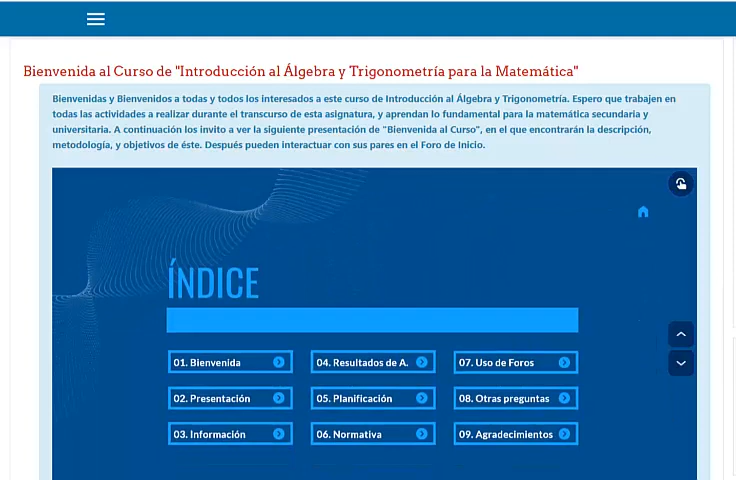 Bienvenida al Curso de "Introducción al Álgebra y Trigonometría para la Matemática"
Bienvenidas y Bienvenidos a todas y todos los interesados a este curso de Introducción al Álgebra y Trigonometría. Espero que trabajen en
todas las actividades a realizar durante el transcurso de esta asignatura, y aprendan lo fundamental para la matemática secundaria y
universitaria. A continuación los invito a ver la siguiente presentación de "Bienvenida al Curso", en el que encontrarán la descripción,
metodología, y objetivos de éste. Después pueden interactuar con sus pares en el Foro de Inicio.
ÍNDICE
01. Bienvenida
04. Resultados de A.
07. Uso de Foros
02. Presentación
05. Planificación
08. Otras preguntas
03. Información
06. Normativa
09. Agradecimientos